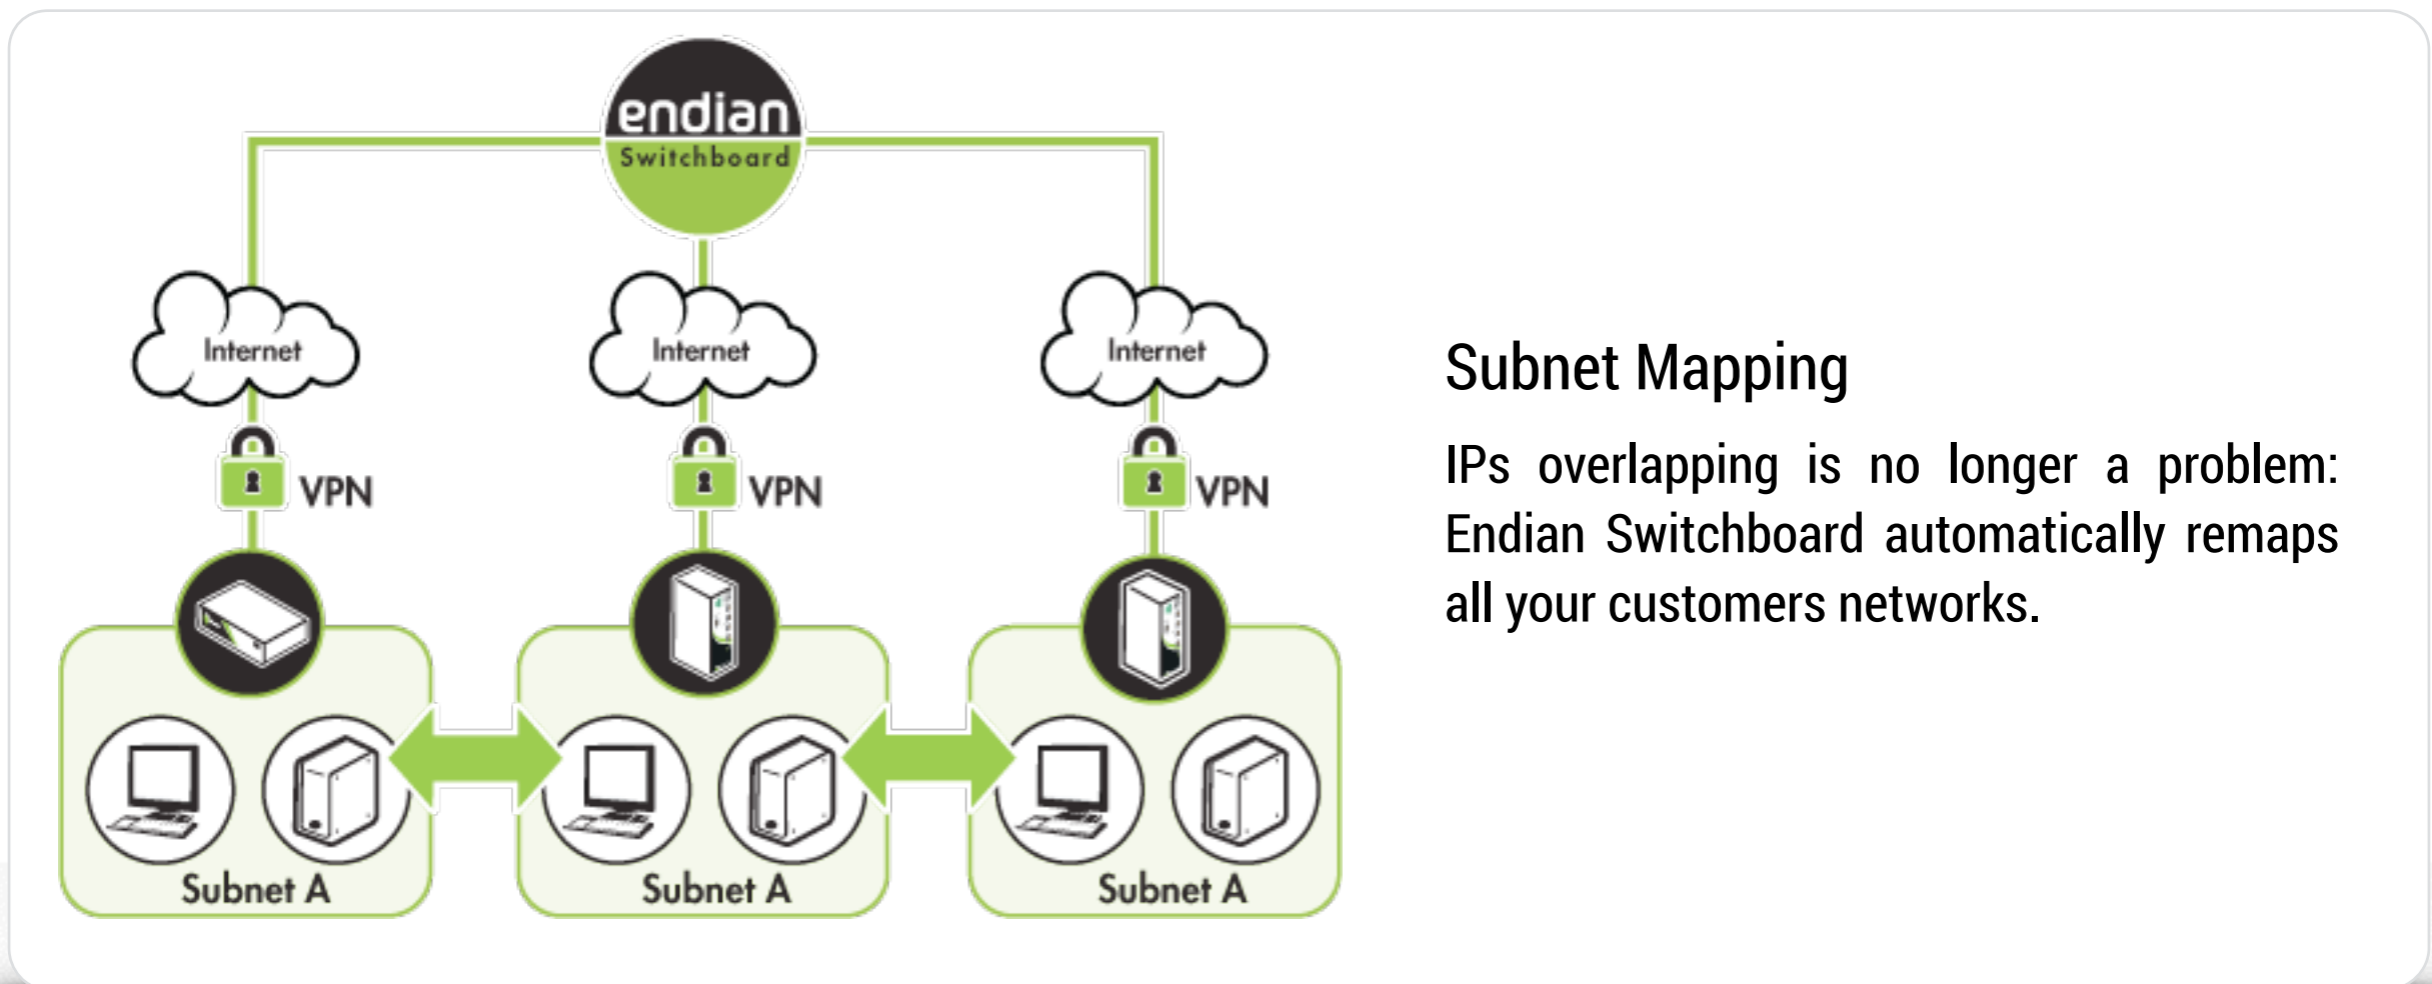 endian
Switchboard
Internet
Internet
Internet
VPN
VPN
VPN
Subnet A
Subnet A
Subnet A
Subnet Mapping
IPs overlapping is no longer a problem:
Endian Switchboard automatically remaps
all your customers networks.